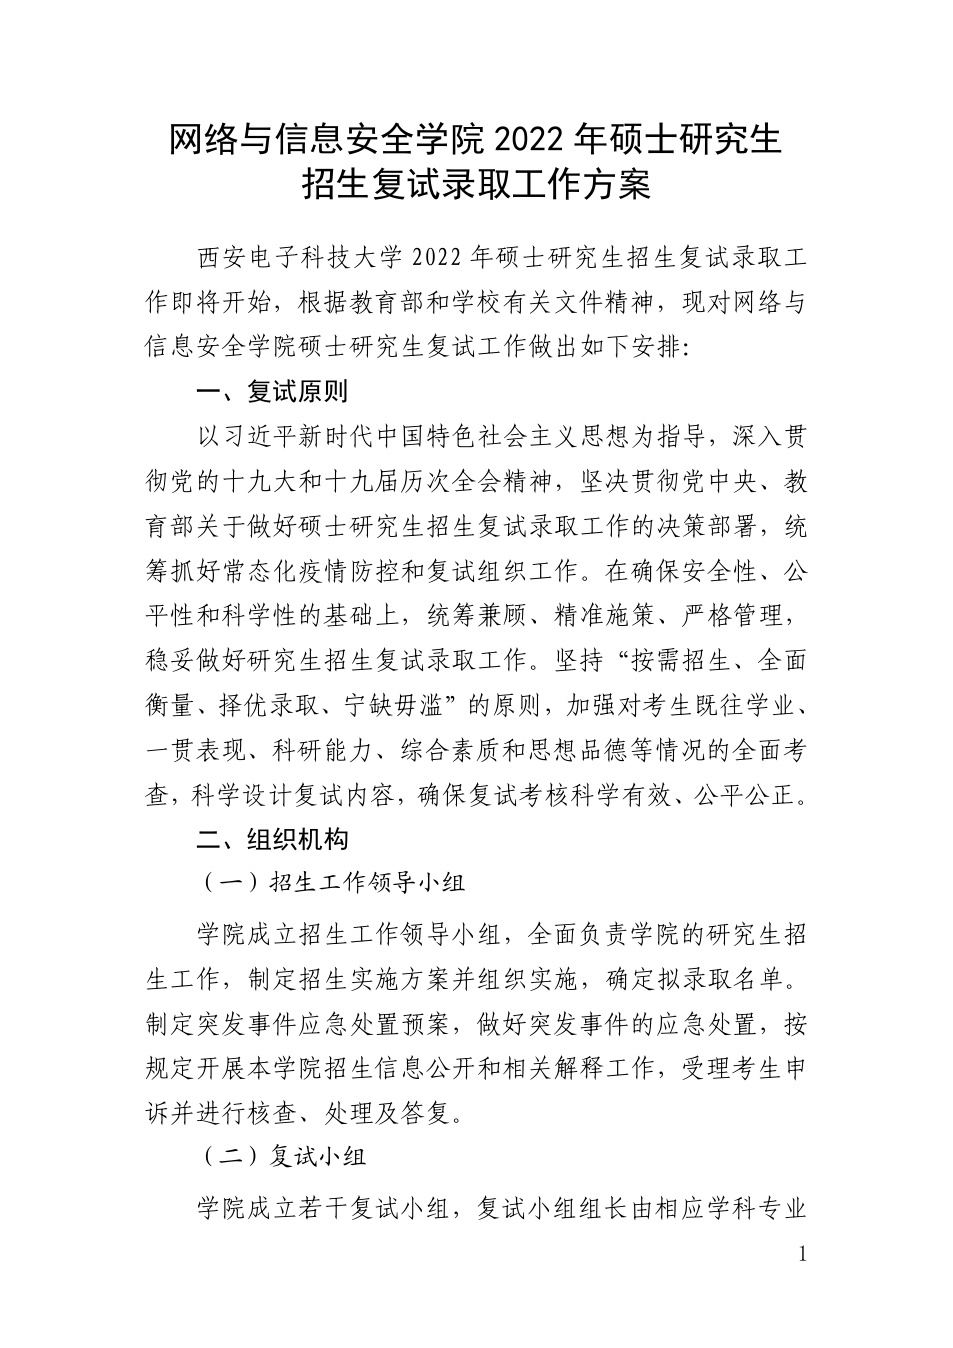 网络与信息安全学院 2022 年硕士研究生
招生复试录取工作方案
西安电子科技大学 2022 年硕士研究生招生复试录取工
作即将开始，根据教育部和学校有关文件精神，现对网络与
信息安全学院硕士研究生复试工作做出如下安排：
一、复试原则
以习近平新时代中国特色社会主义思想为指导，深入贯
彻党的十九大和十九届历次全会精神，坚决贯彻党中央、教
育部关于做好硕士研究生招生复试录取工作的决策部署，统
筹抓好常态化疫情防控和复试组织工作。在确保安全性、公
平性和科学性的基础上，统筹兼顾、精准施策、严格管理，
稳妥做好研究生招生复试录取工作。坚持“按需招生、全面
衡量、择优录取、宁缺毋滥”的原则，加强对考生既往学业、
一贯表现、科研能力、综合素质和思想品德等情况的全面考
查，科学设计复试内容，确保复试考核科学有效、公平公正。
二、组织机构
（一）招生工作领导小组
学院成立招生工作领导小组，全面负责学院的研究生招
生工作，制定招生实施方案并组织实施，确定拟录取名单。
制定突发事件应急处置预案，做好突发事件的应急处置，按
规定开展本学院招生信息公开和相关解释工作，受理考生申
诉并进行核查、处理及答复。
（二）复试小组
学院成立若干复试小组，复试小组组长由相应学科专业
1